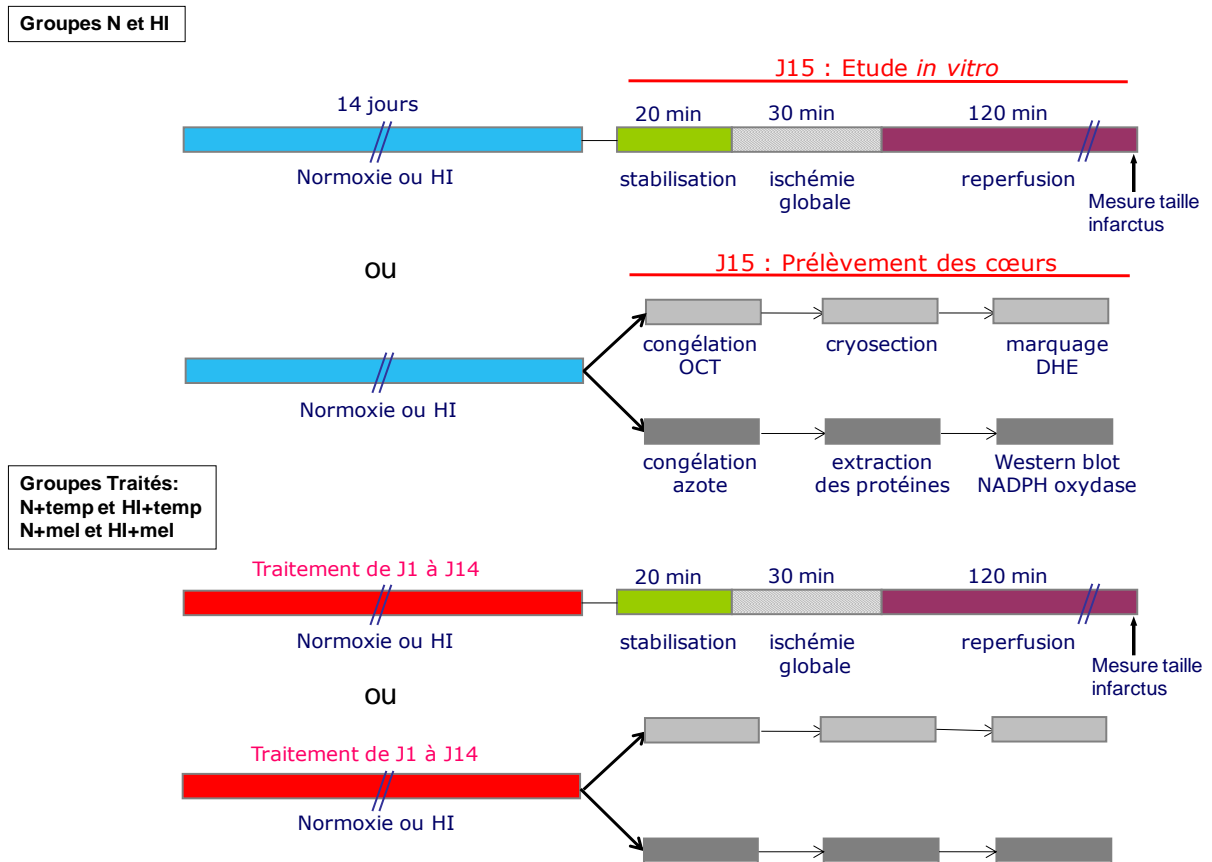 Groupes N et HI
J15 : Etude in vitro
14 jours
20 min
30 min
120 min
Normoxie ou HI
stabilisation
ischémie
globale
reperfusion
Mesure taille
infarctus
ou
J15 : Prélèvement des cœurs
congélation
OCT
cryosection
marquage
DHE
Normoxie ou HI
congélation
azote
extraction
des protéines
Western blot
NADPH oxydase
Groupes Traités:
N+temp et HI+temp
N+mel et HI+mel
Traitement de J1 à J14
20 min
30 min
120 min
Normoxie ou HI
stabilisation
ischémie
globale
reperfusion
Mesure taille
infarctus
ou
Traitement de J1 à J14
Normoxie ou HI